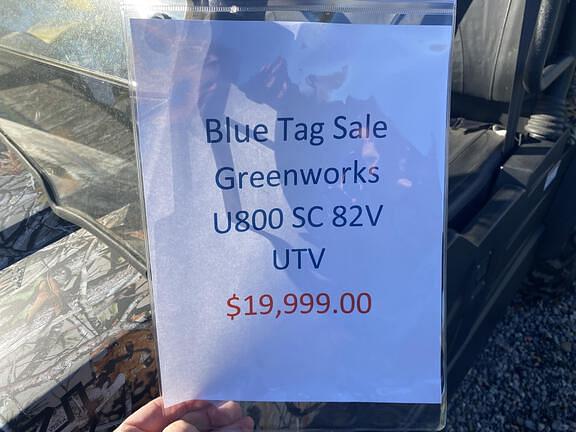 Blue Tag Sale
Greenworks
U800 SC 82V
UTV
$19,999.00